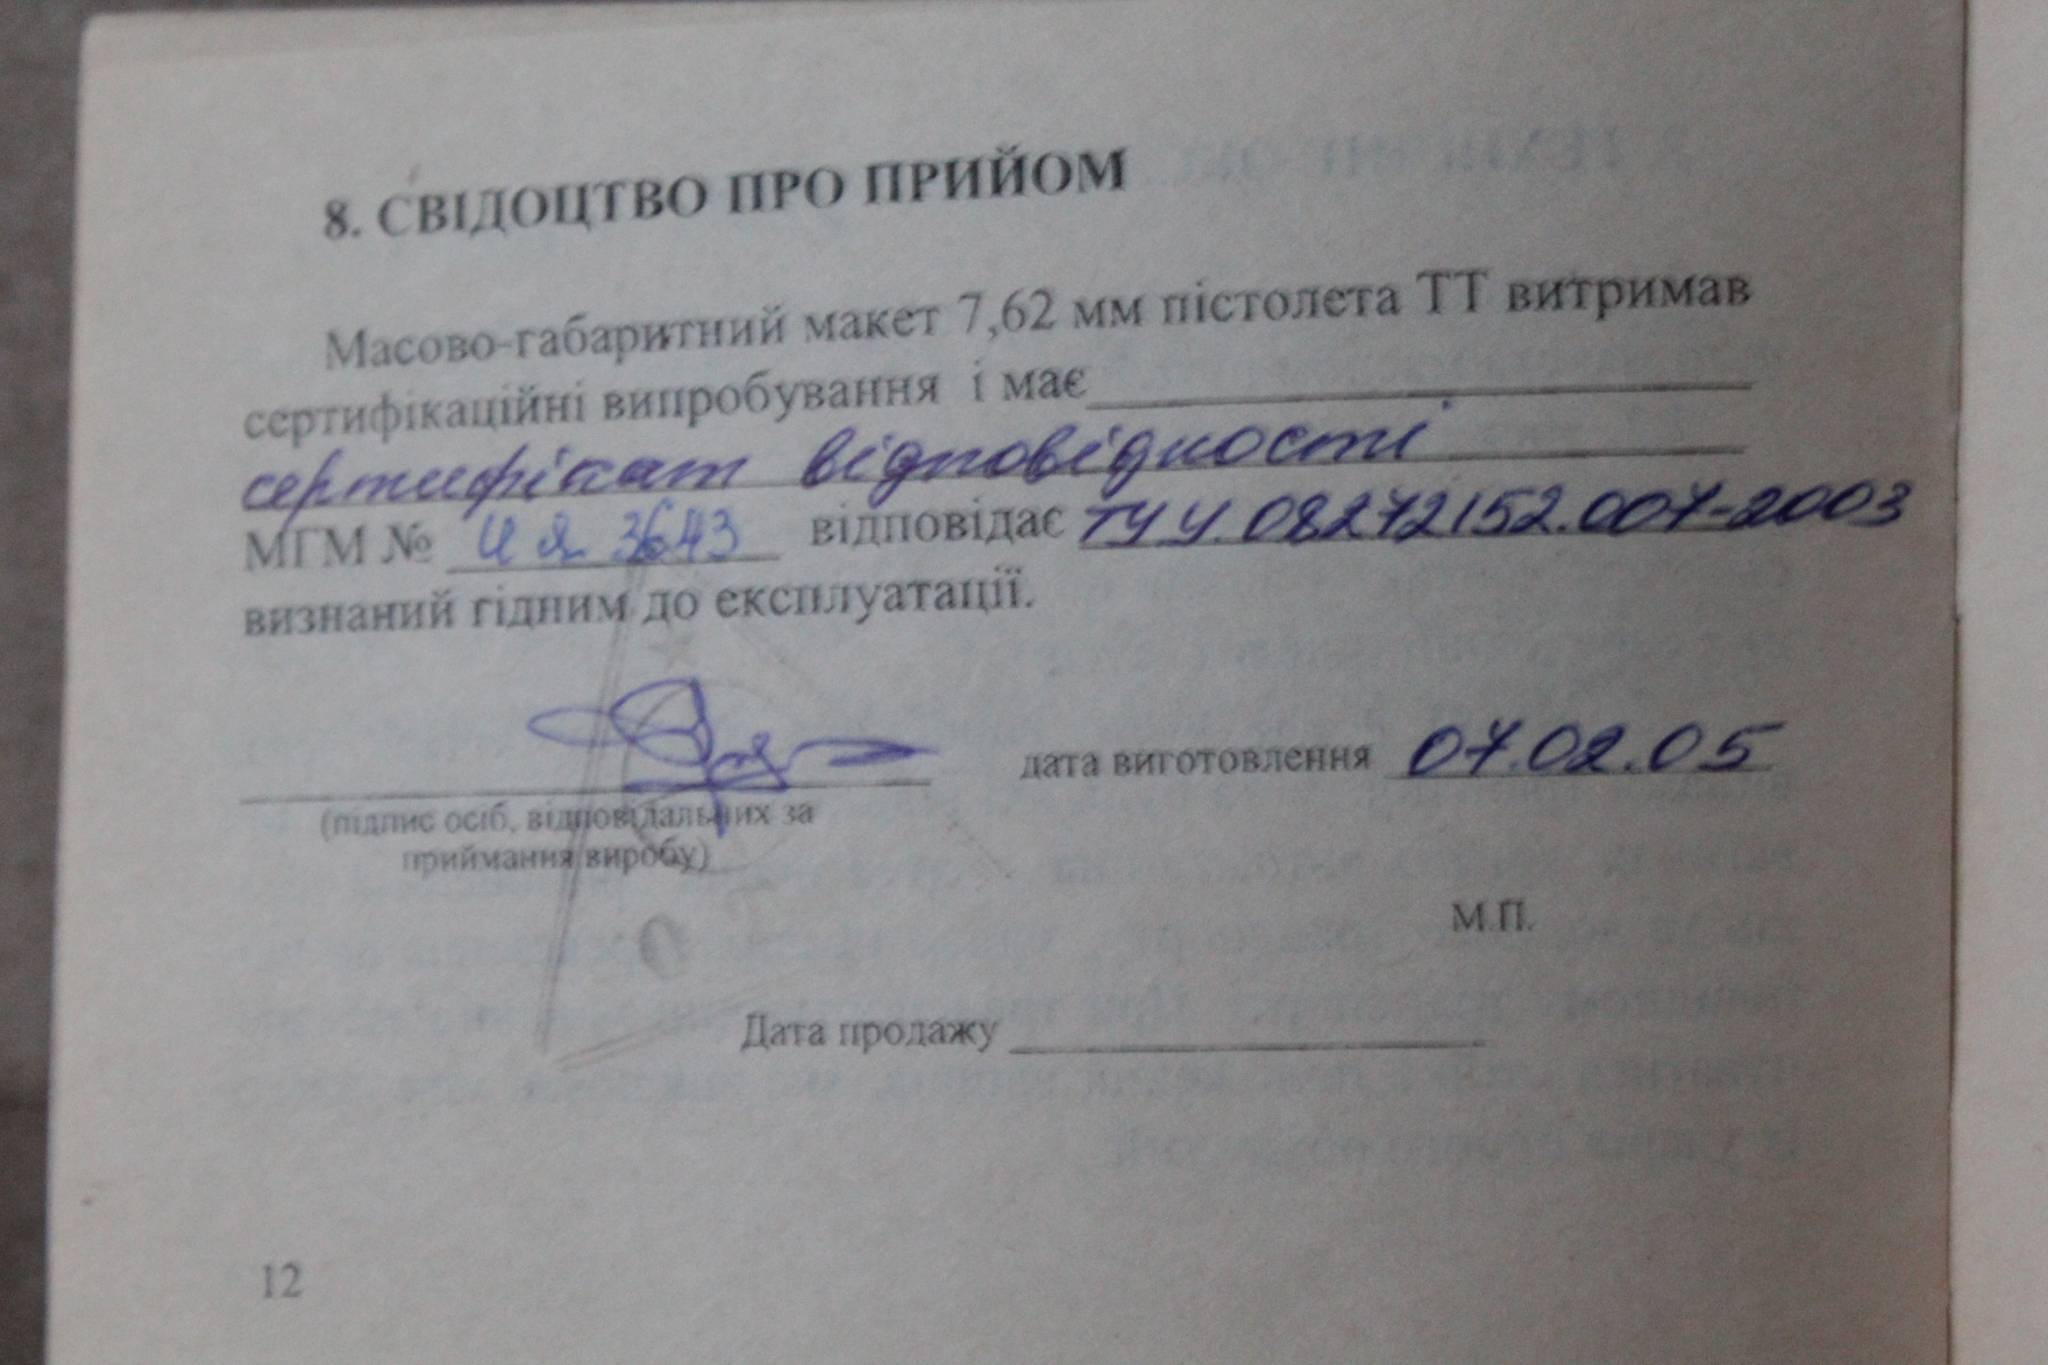 8. СВІДОЦТВО ПРО ПРИЙОМ
Масово-габаритний макет 7,62 мм пістолета ТТ витримав
сертифікаційні випробування і має
сертифікат відповідності
МГМ № ИЯ 3643 відповідає ТУ У.08272152.007-2003
визнаний гідним до експлуатації.
дата виготовлення 07.02.05
(підпис осіб, відповідальних за
приймання виробу)
М.П.
Дата продажу
12